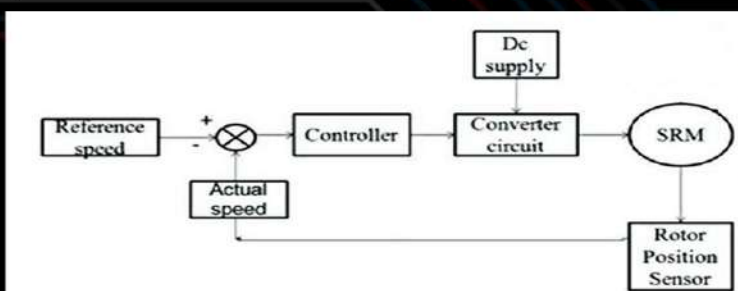 Dc
supply
+
Reference
speed
-
Controller
Converter
circuit
SRM
Actual
speed
Rotor
Position
Sensor